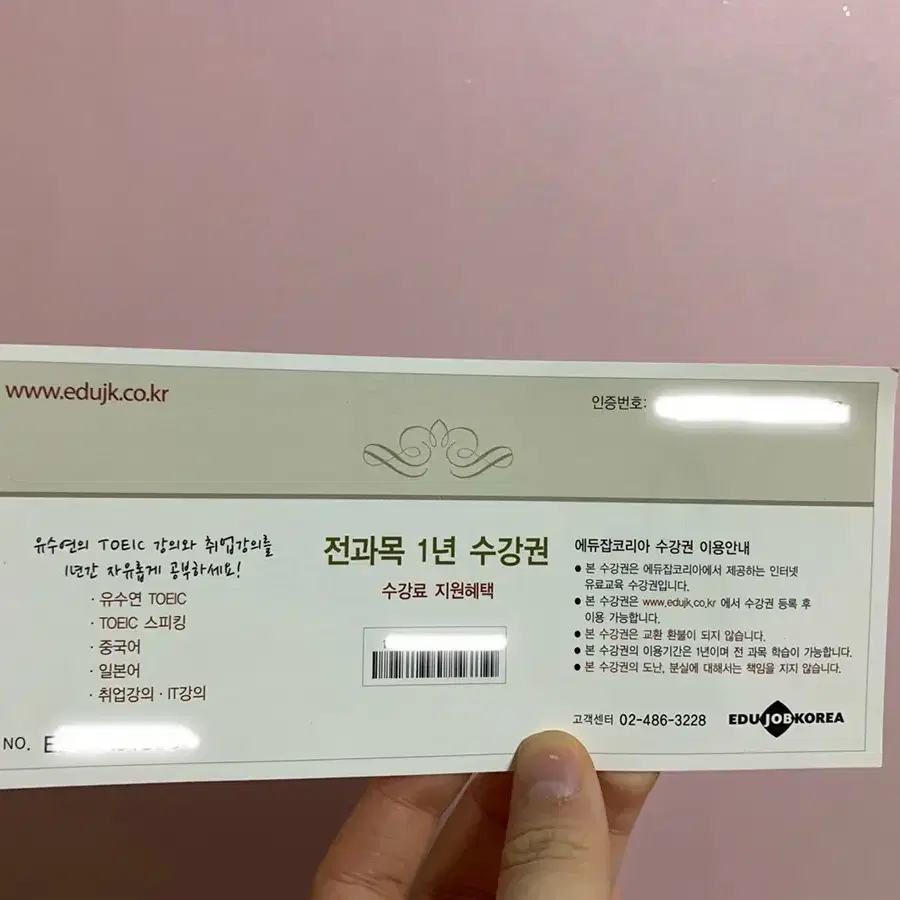 www.edujk.co.kr
인증번호:
유수연의 TOEIC 강의와 취업강의를
1년간 자유롭게 공부하세요!
· 유수연 TOEIC
· TOEIC 스피킹
· 중국어
· 일본어
· 취업강의 · IT강의
NO. E
전과목 1년 수강권
수강료 지원혜택
에듀잡코리아 수강권 이용안내
● 본 수강권은 에듀잡코리아에서 제공하는 인터넷
유료교육 수강권입니다.
● 본 수강권은 www.edujk.co.kr 에서 수강권 등록 후
이용 가능합니다.
● 본 수강권은 교환 환불이 되지 않습니다.
● 본 수강권의 이용기간은 1년이며 전 과목 학습이 가능합니다.
● 본 수강권의 도난, 분실에 대해서는 책임을 지지 않습니다.
고객센터 02-486-3228
EDU JOB KOREA